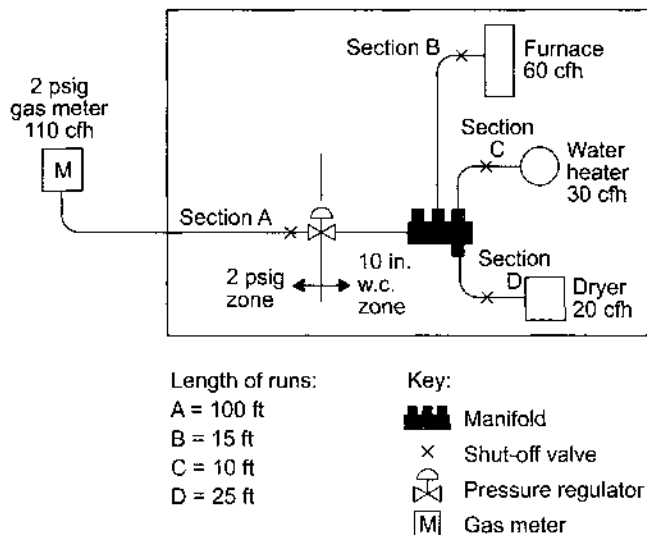 2 psig
gas meter
110 cfh
M
Section A
2 psig
zone
10 in.
w.c.
zone
Section B
Furnace
60 cfh
Section
C
Water
heater
30 cfh
Section
D
Dryer
20 cfh
Length of runs:
A = 100 ft
B = 15 ft
C = 10 ft
D = 25 ft
Key:
Manifold
Shut-off valve
Pressure regulator
M
Gas meter